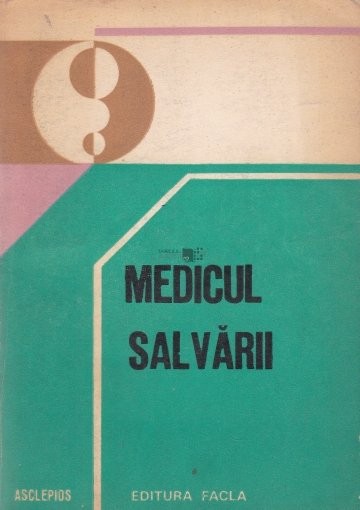 MEDICUL
SALVĂRII
ASCLEPIOS EDITURA FACLA